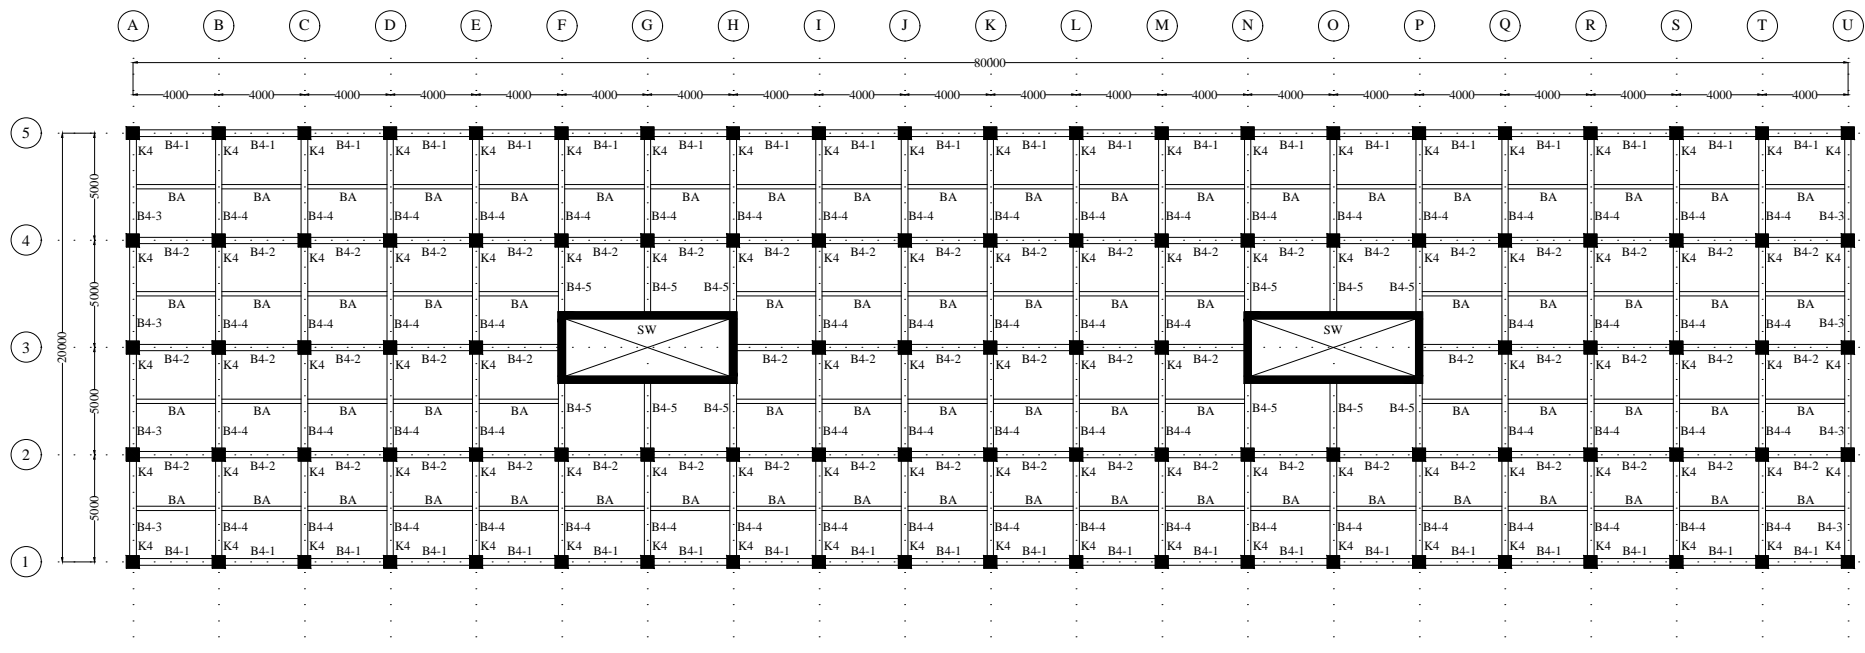 A B C D E F G H I J K L M N O P Q R S T U
80000
4000 4000 4000 4000 4000 4000 4000 4000 4000 4000 4000 4000 4000 4000 4000 4000 4000 4000 4000 4000
5
K4 B4-1 K4 B4-1 K4 B4-1 K4 B4-1 K4 B4-1 K4 B4-1 K4 B4-1 K4 B4-1 K4 B4-1 K4 B4-1 K4 B4-1 K4 B4-1 K4 B4-1 K4 B4-1 K4 B4-1 K4 B4-1 K4 B4-1 K4 B4-1 K4 B4-1 K4 B4-1 K4
5000
BA BA BA BA BA BA BA BA BA BA BA BA BA BA BA BA BA BA BA BA
B4-3 B4-4 B4-4 B4-4 B4-4 B4-4 B4-4 B4-4 B4-4 B4-4 B4-4 B4-4 B4-4 B4-4 B4-4 B4-4 B4-4 B4-4 B4-4 B4-4 B4-3
4
K4 B4-2 K4 B4-2 K4 B4-2 K4 B4-2 K4 B4-2 K4 B4-2 K4 B4-2 K4 B4-2 K4 B4-2 K4 B4-2 K4 B4-2 K4 B4-2 K4 B4-2 K4 B4-2 K4 B4-2 K4 B4-2 K4 B4-2 K4 B4-2 K4 B4-2 K4 B4-2 K4
B4-5 B4-5 B4-5 B4-5 B4-5 B4-5
5000
BA BA BA BA BA BA BA BA BA BA BA BA BA BA BA BA
B4-3 B4-4 B4-4 B4-4 B4-4 B4-4 B4-4 B4-4 B4-4 B4-4 B4-4 B4-4 B4-4 B4-4 B4-3
SW SW
3
20000
K4 B4-2 K4 B4-2 K4 B4-2 K4 B4-2 K4 B4-2 B4-2 K4 B4-2 K4 B4-2 K4 B4-2 K4 B4-2 K4 B4-2 B4-2 K4 B4-2 K4 B4-2 K4 B4-2 K4 B4-2 K4
5000
B4-5 B4-5 B4-5 B4-5 B4-5 B4-5
BA BA BA BA BA BA BA BA BA BA BA BA BA BA BA BA
B4-3 B4-4 B4-4 B4-4 B4-4 B4-4 B4-4 B4-4 B4-4 B4-4 B4-4 B4-4 B4-4 B4-4 B4-3
2
K4 B4-2 K4 B4-2 K4 B4-2 K4 B4-2 K4 B4-2 K4 B4-2 K4 B4-2 K4 B4-2 K4 B4-2 K4 B4-2 K4 B4-2 K4 B4-2 K4 B4-2 K4 B4-2 K4 B4-2 K4 B4-2 K4 B4-2 K4 B4-2 K4 B4-2 K4 B4-2 K4
BA BA BA BA BA BA BA BA BA BA BA BA BA BA BA BA BA BA BA BA
5000
B4-3 B4-4 B4-4 B4-4 B4-4 B4-4 B4-4 B4-4 B4-4 B4-4 B4-4 B4-4 B4-4 B4-4 B4-4 B4-4 B4-4 B4-4 B4-4 B4-4 B4-3
K4 B4-1 K4 B4-1 K4 B4-1 K4 B4-1 K4 B4-1 K4 B4-1 K4 B4-1 K4 B4-1 K4 B4-1 K4 B4-1 K4 B4-1 K4 B4-1 K4 B4-1 K4 B4-1 K4 B4-1 K4 B4-1 K4 B4-1 K4 B4-1 K4 B4-1 K4 B4-1 K4
1